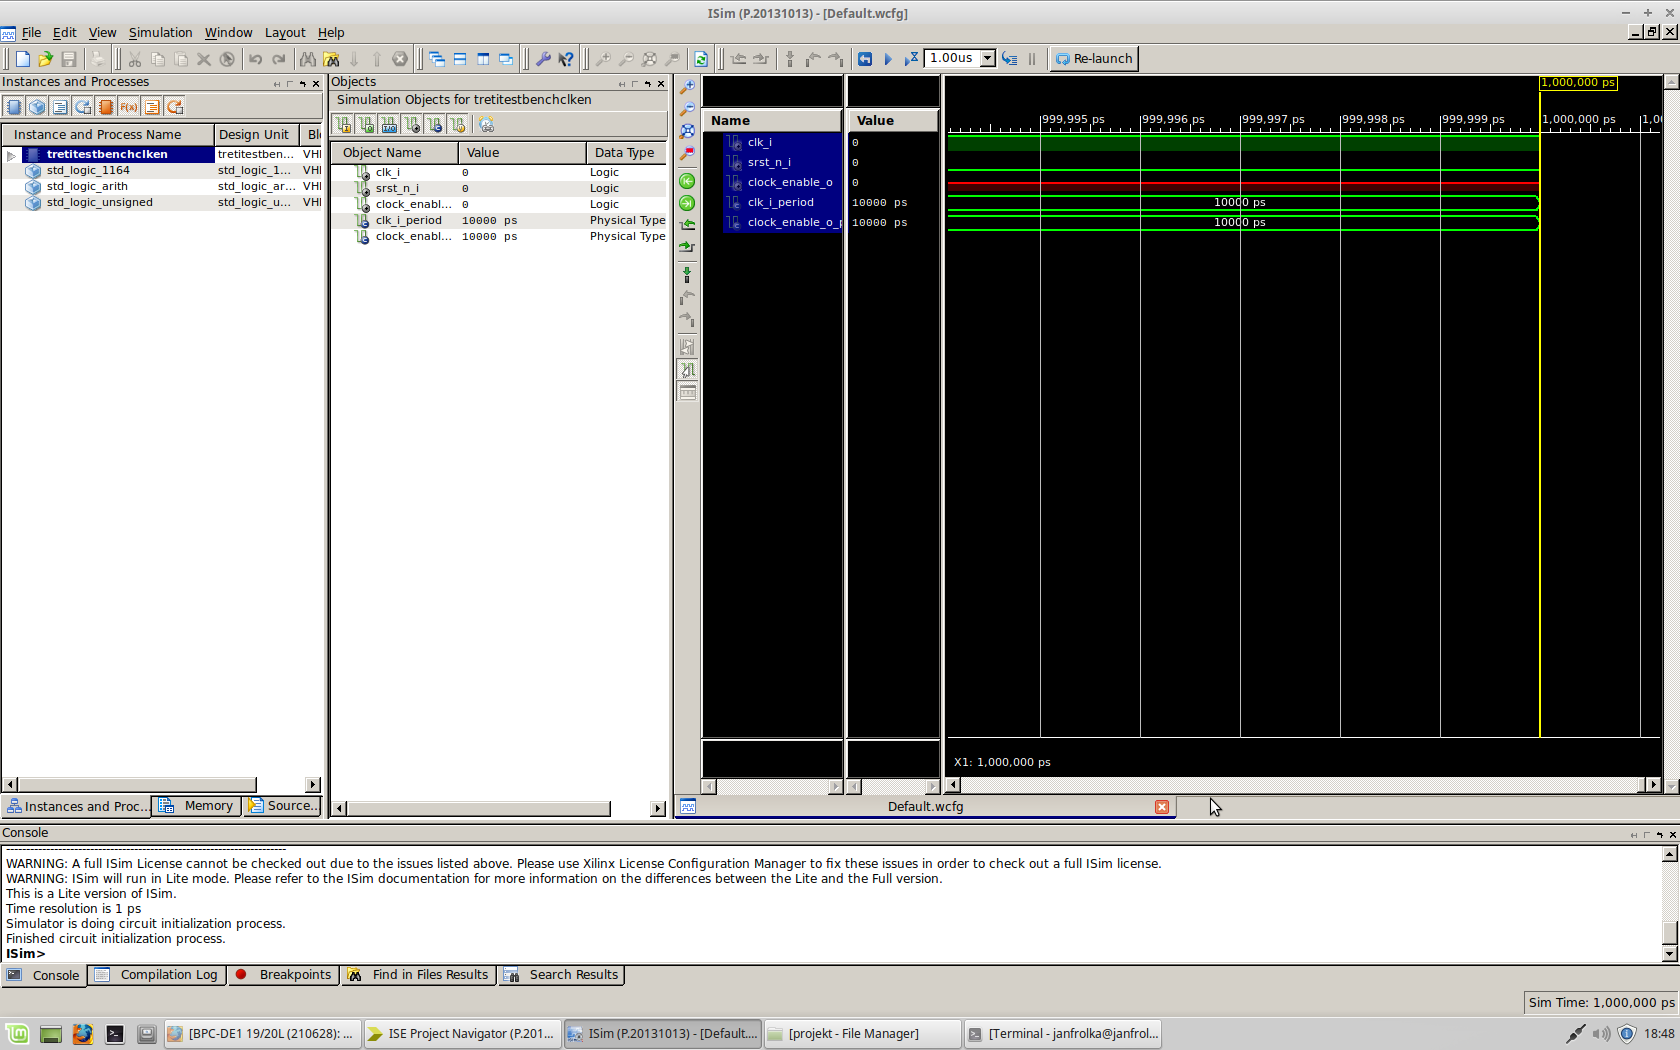 ISim (P.20131013) - [Default.wcfg]
File Edit View Simulation Window Layout Help
1.00us
Re-launch
Instances and Processes
Instance and Process Name Design Unit
tretitestbenchclken tretitestben... VHI
std_logic_1164 std_logic_1... VHI
std_logic_arith std_logic_ar... VHI
std_logic_unsigned std_logic_u... VHI
Instances and Proc...
Memory
Source...
Objects
Simulation Objects for tretitestbenchclken
Object Name Value Data Type
clk_i 0 Logic
srst_n_i 0 Logic
clock_enabl... 0 Logic
clk_i_period 10000 ps Physical Type
clock_enabl... 10000 ps Physical Type
Name Value
clk_i 0
srst_n_i 0
clock_enable_o 0
clk_i_period 10000 ps
clock_enable_o_p 10000 ps
1,000,000 ps
999,995 ps 999,996 ps 999,997 ps 999,998 ps 999,999 ps 1,000,000 ps 1,0
10000 ps
10000 ps
X1: 1,000,000 ps
Default.wcfg
Console
WARNING: A full ISim License cannot be checked out due to the issues listed above. Please use Xilinx License Configuration Manager to fix these issues in order to check out a full ISim license.
WARNING: ISim will run in Lite mode. Please refer to the ISim documentation for more information on the differences between the Lite and the Full version.
This is a Lite version of ISim.
Time resolution is 1 ps
Simulator is doing circuit initialization process.
Finished circuit initialization process.
ISim>
Console
Compilation Log
Breakpoints
Find in Files Results
Search Results
Sim Time: 1,000,000 ps
[BPC-DE1 19/20L (210628): ...
ISE Project Navigator (P.201...
ISim (P.20131013) - [Default....
[projekt - File Manager]
[Terminal - janfrolka@janfrol...
18:48